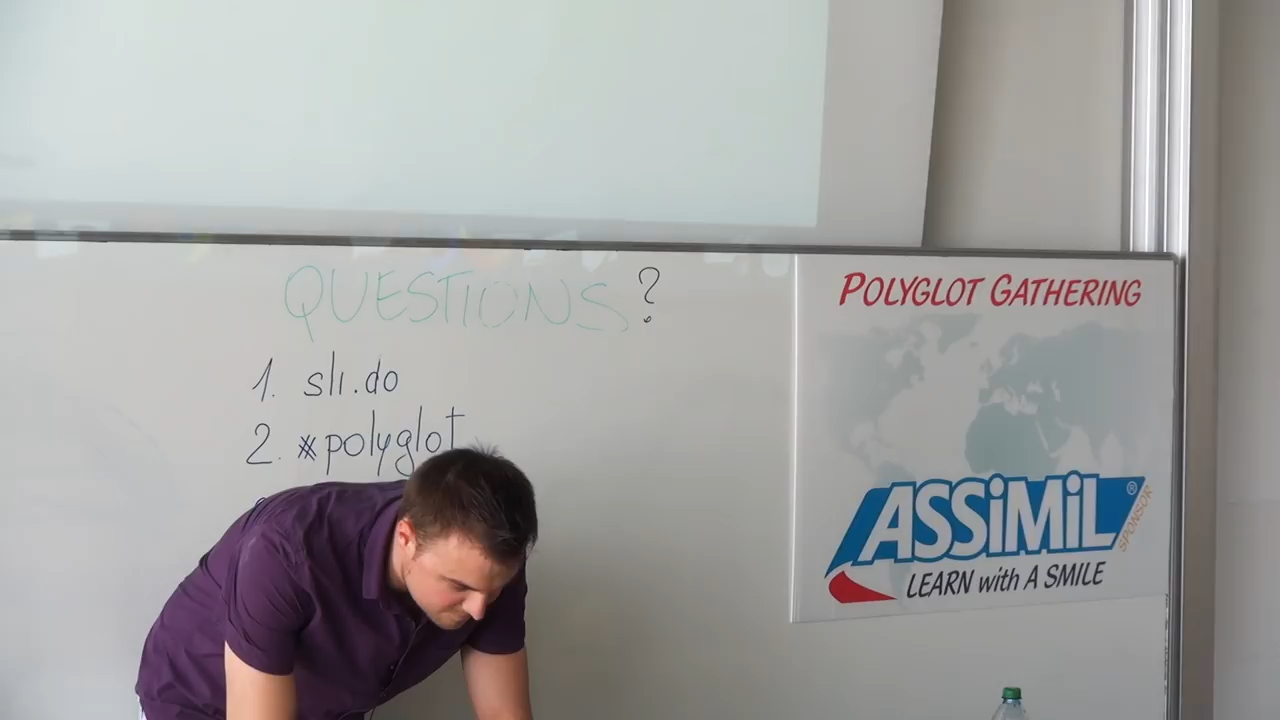 QUESTIONS?
1. sli.do
2. #polyglot
POLYGLOT GATHERING
ASSiMiL®
SPONSOR
LEARN with A SMILE